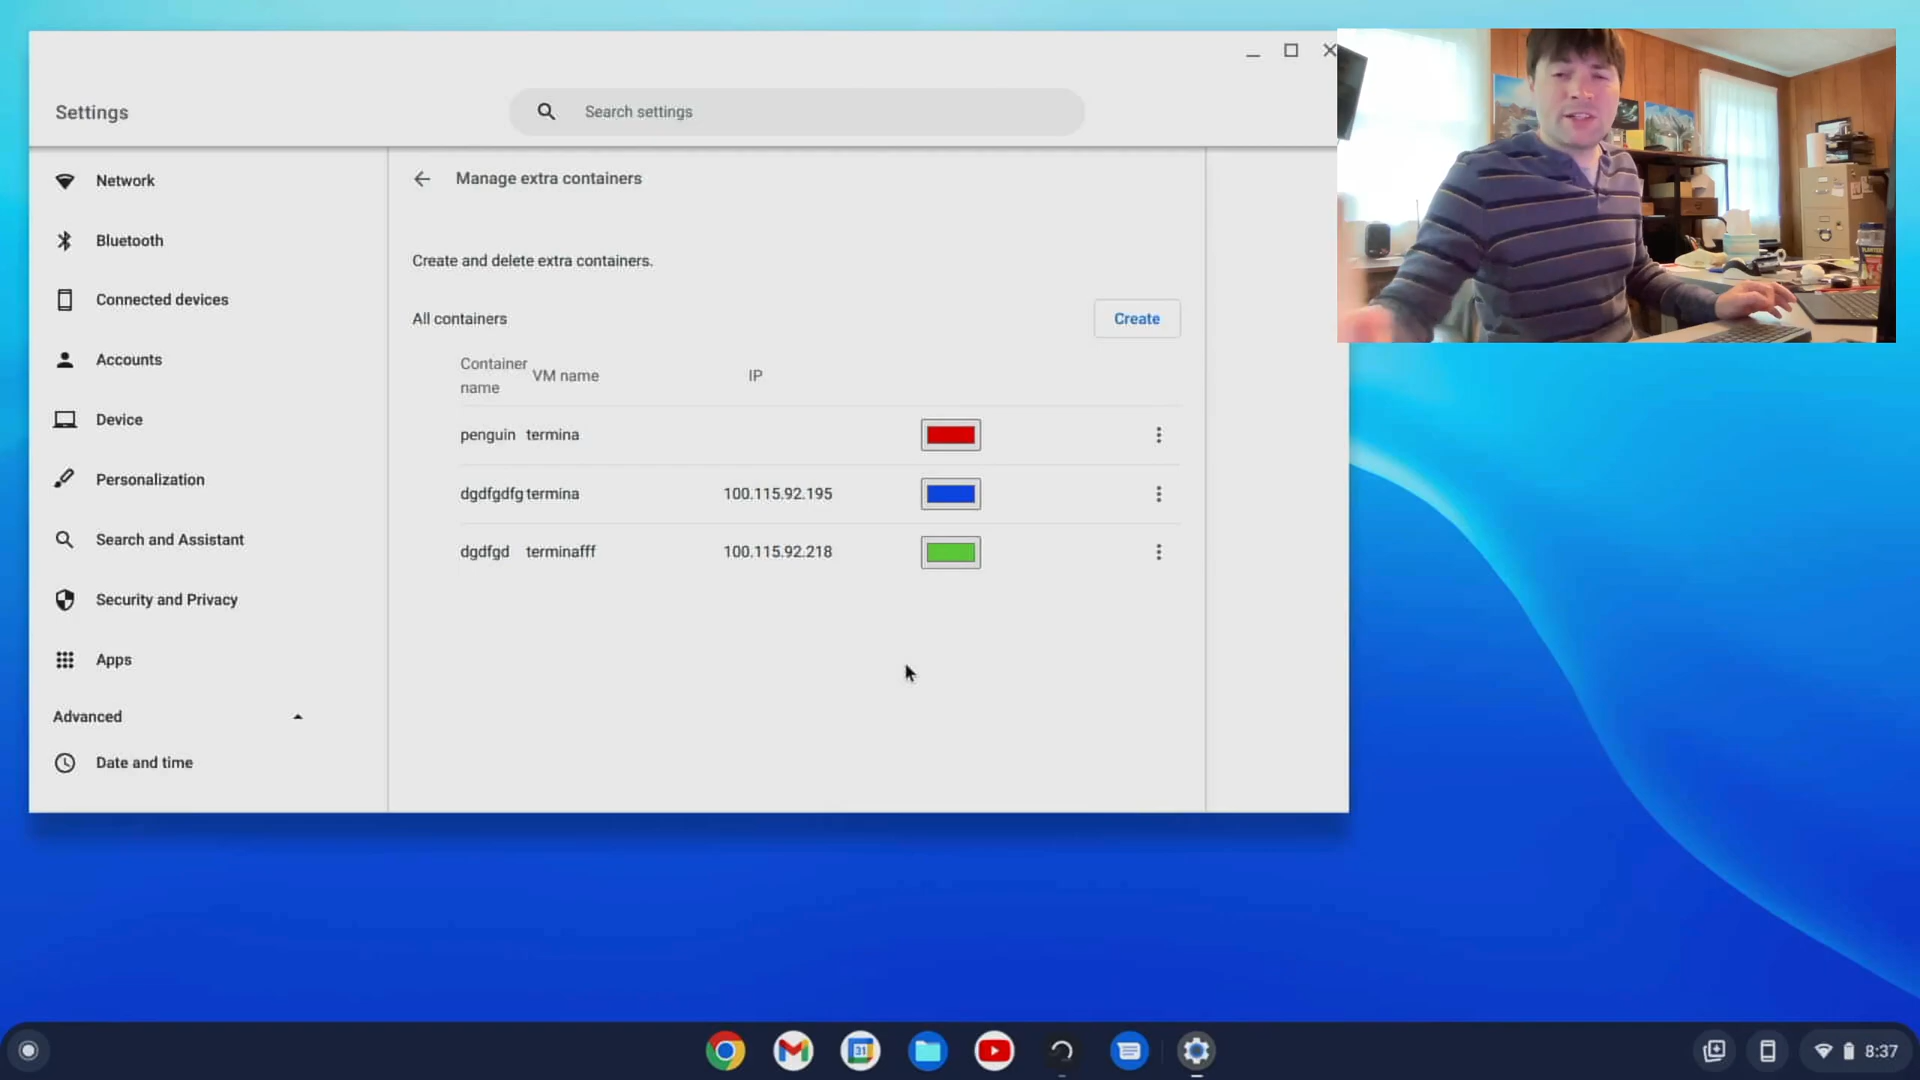 Settings
Search settings
Network
Bluetooth
Connected devices
Accounts
Device
Personalization
Search and Assistant
Security and Privacy
Apps
Advanced
Date and time
Manage extra containers
Create and delete extra containers.
All containers
Create
Container name
VM name
IP
penguin termina
dgdfgdfg termina 100.115.92.195
dgdfgd terminafff 100.115.92.218
31
8:37